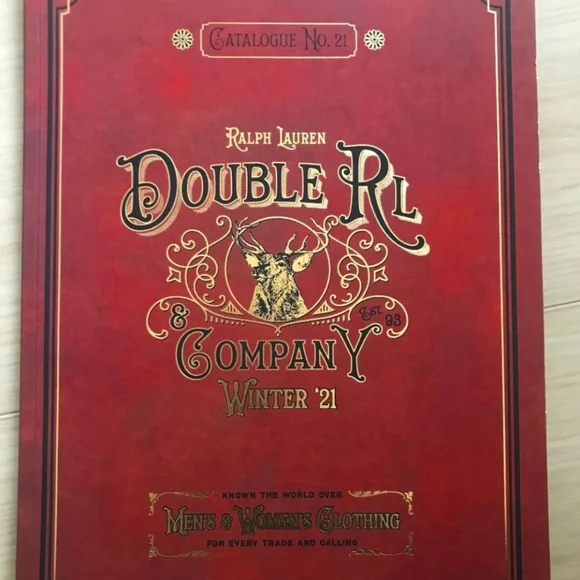 CATALOGUE NO. 21
RALPH LAUREN
DOUBLE RL
& COMPANY
EST. 93
WINTER '21
KNOWN THE WORLD OVER
MEN'S & WOMEN'S CLOTHING
FOR EVERY TRADE AND CALLING